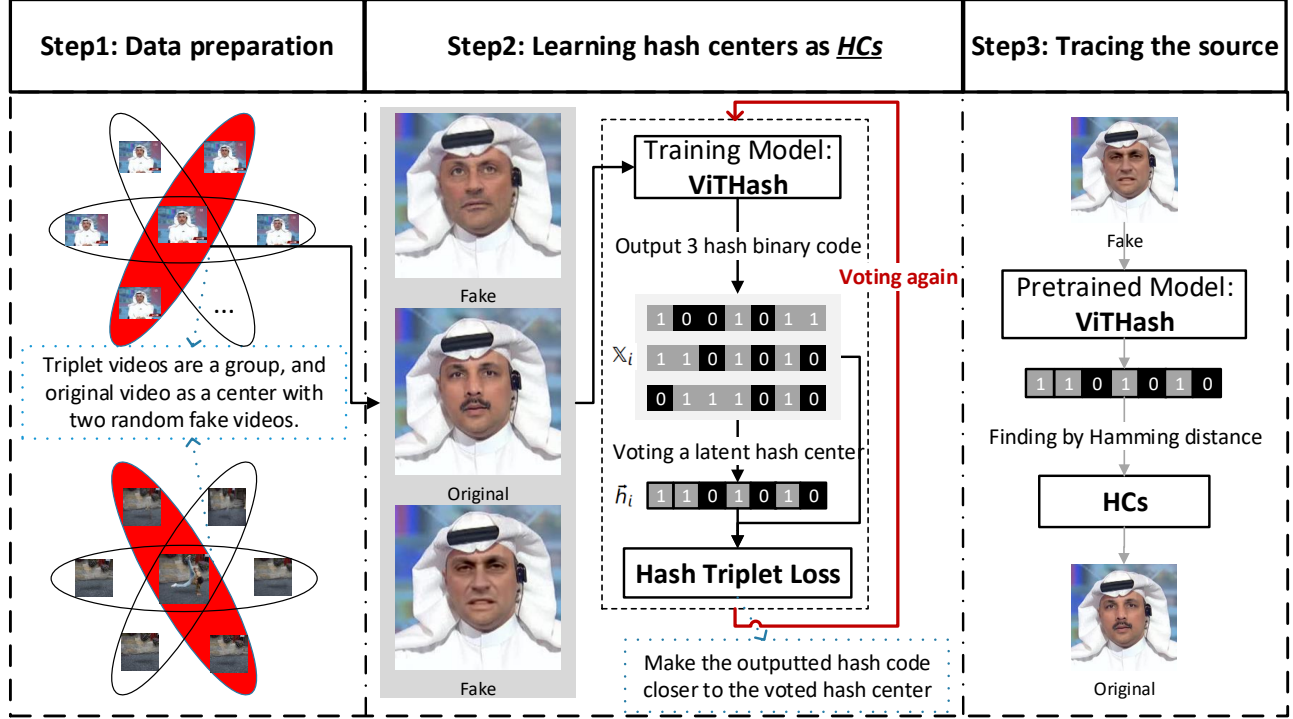 Step1: Data preparation
Step2: Learning hash centers as HCs
Step3: Tracing the source
...
Triplet videos are a group, and
original video as a center with
two random fake videos.
Fake
Original
Fake
Training Model:
ViTHash
Output 3 hash binary code
Voting again
𝕏ᵢ
1 0 0 1 0 1 1
1 1 0 1 0 1 0
0 1 1 1 0 1 0
Voting a latent hash center
h⃗ᵢ
1 1 0 1 0 1 0
Hash Triplet Loss
Make the outputted hash code
closer to the voted hash center
Fake
Pretrained Model:
ViTHash
1 1 0 1 0 1 0
Finding by Hamming distance
HCs
Original